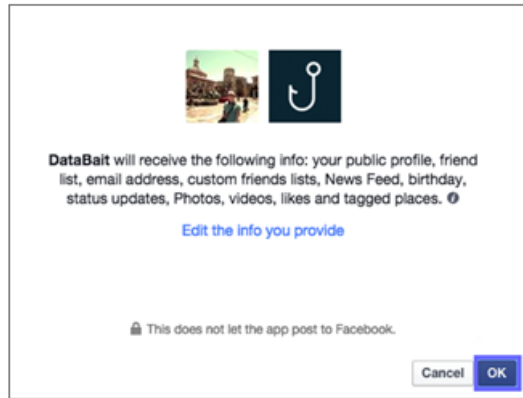 DataBait will receive the following info: your public profile, friend
list, email address, custom friends lists, News Feed, birthday,
status updates, Photos, videos, likes and tagged places.
Edit the info you provide
This does not let the app post to Facebook.
Cancel OK